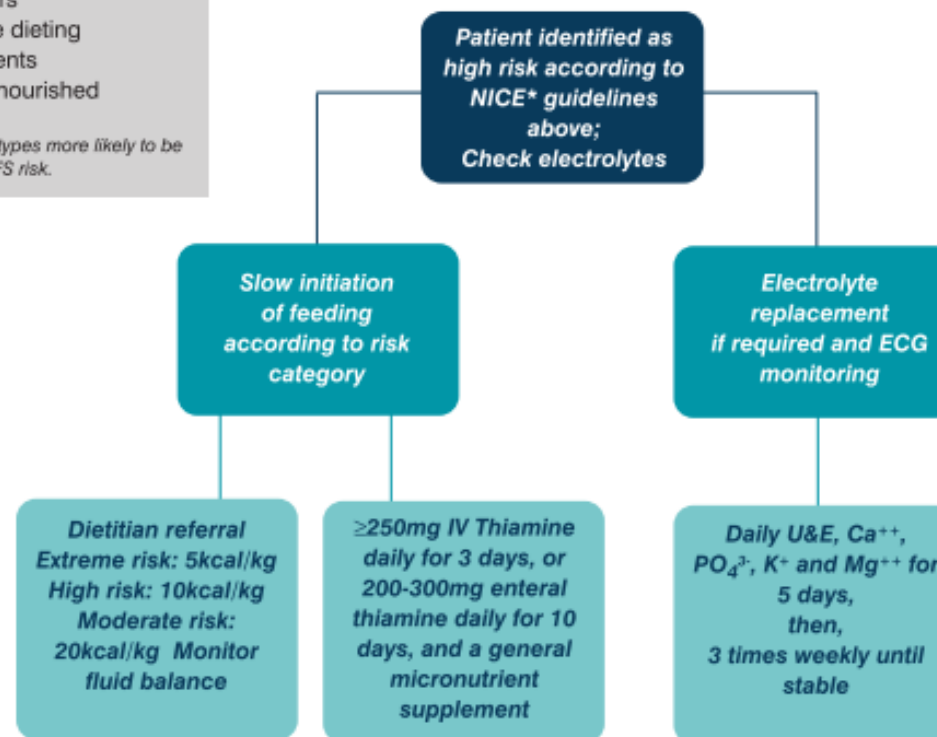 dieting
nourished
types more likely to be
risk.
Patient identified as
high risk according to
NICE* guidelines
above;
Check electrolytes
Slow initiation
of feeding
according to risk
category
Electrolyte
replacement
if required and ECG
monitoring
Dietitian referral
Extreme risk: 5kcal/kg
High risk: 10kcal/kg
Moderate risk:
20kcal/kg Monitor
fluid balance
≥250mg IV Thiamine
daily for 3 days, or
200-300mg enteral
thiamine daily for 10
days, and a general
micronutrient
supplement
Daily U&E, Ca⁺⁺,
PO₄³⁻, K⁺ and Mg⁺⁺ for
5 days,
then,
3 times weekly until
stable